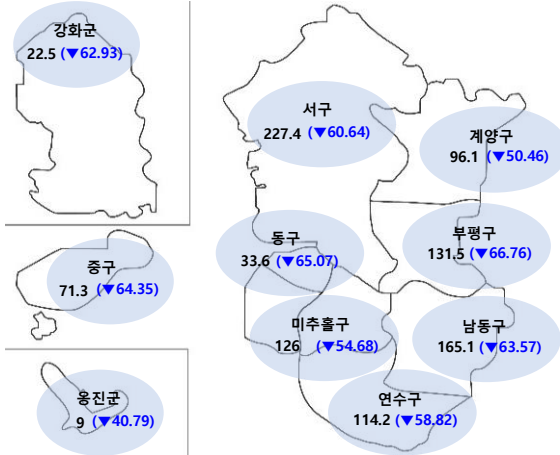 강화군
22.5 (▼62.93)
서구
227.4 (▼60.64)
계양구
96.1 (▼50.46)
동구
33.6 (▼65.07)
부평구
131.5 (▼66.76)
중구
71.3 (▼64.35)
미추홀구
126 (▼54.68)
남동구
165.1 (▼63.57)
옹진군
9 (▼40.79)
연수구
114.2 (▼58.82)